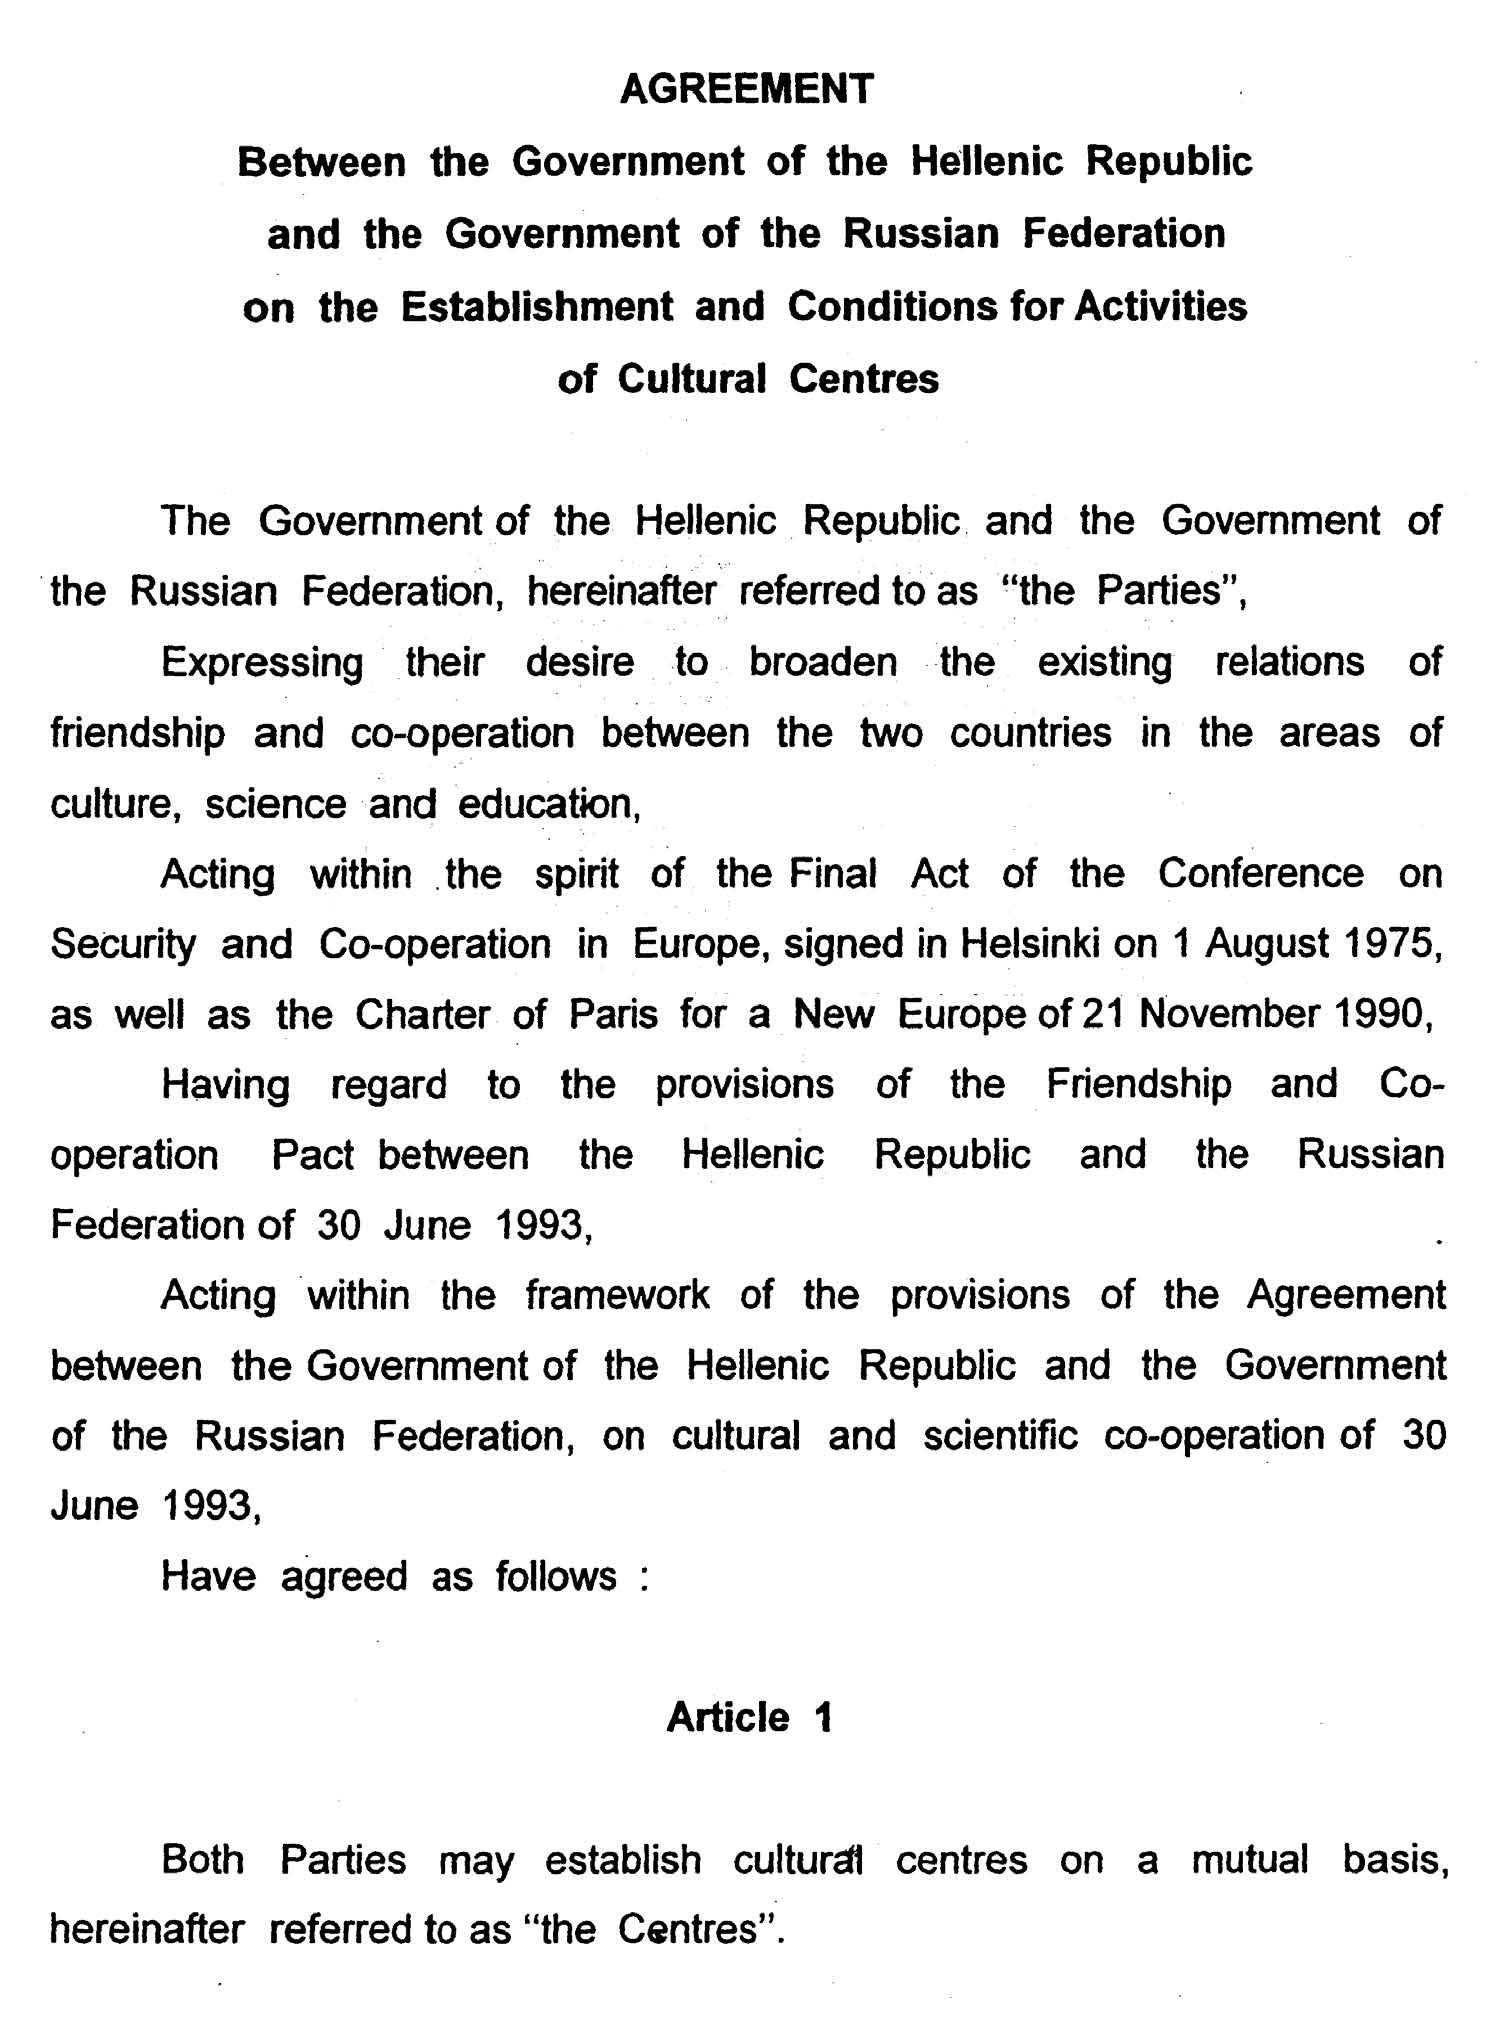 AGREEMENT
Between the Government of the Hellenic Republic
and the Government of the Russian Federation
on the Establishment and Conditions for Activities
of Cultural Centres
The Government of the Hellenic Republic and the Government of
the Russian Federation, hereinafter referred to as “the Parties”,
Expressing their desire to broaden the existing relations of
friendship and co-operation between the two countries in the areas of
culture, science and education,
Acting within the spirit of the Final Act of the Conference on
Security and Co-operation in Europe, signed in Helsinki on 1 August 1975,
as well as the Charter of Paris for a New Europe of 21 November 1990,
Having regard to the provisions of the Friendship and Co-
operation Pact between the Hellenic Republic and the Russian
Federation of 30 June 1993,
Acting within the framework of the provisions of the Agreement
between the Government of the Hellenic Republic and the Government
of the Russian Federation, on cultural and scientific co-operation of 30
June 1993,
Have agreed as follows :
Article 1
Both Parties may establish cultural centres on a mutual basis,
hereinafter referred to as “the Centres”.